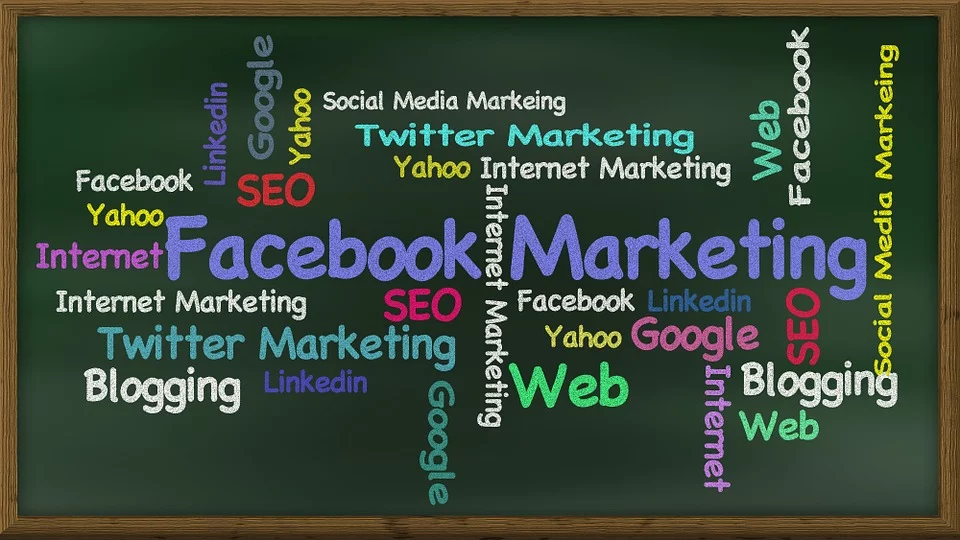 Linkedin
Google
Yahoo
Social Media Markeing
Twitter Marketing
Yahoo
Internet Marketing
Web
Facebook
Social Media Markeing
Facebook
SEO
Yahoo
Internet
Facebook Marketing
Internet Marketing
Internet Marketing
SEO
Facebook
Linkedin
SEO
Twitter Marketing
Yahoo
Google
Blogging
Linkedin
Google
Web
Internet
Blogging
Web